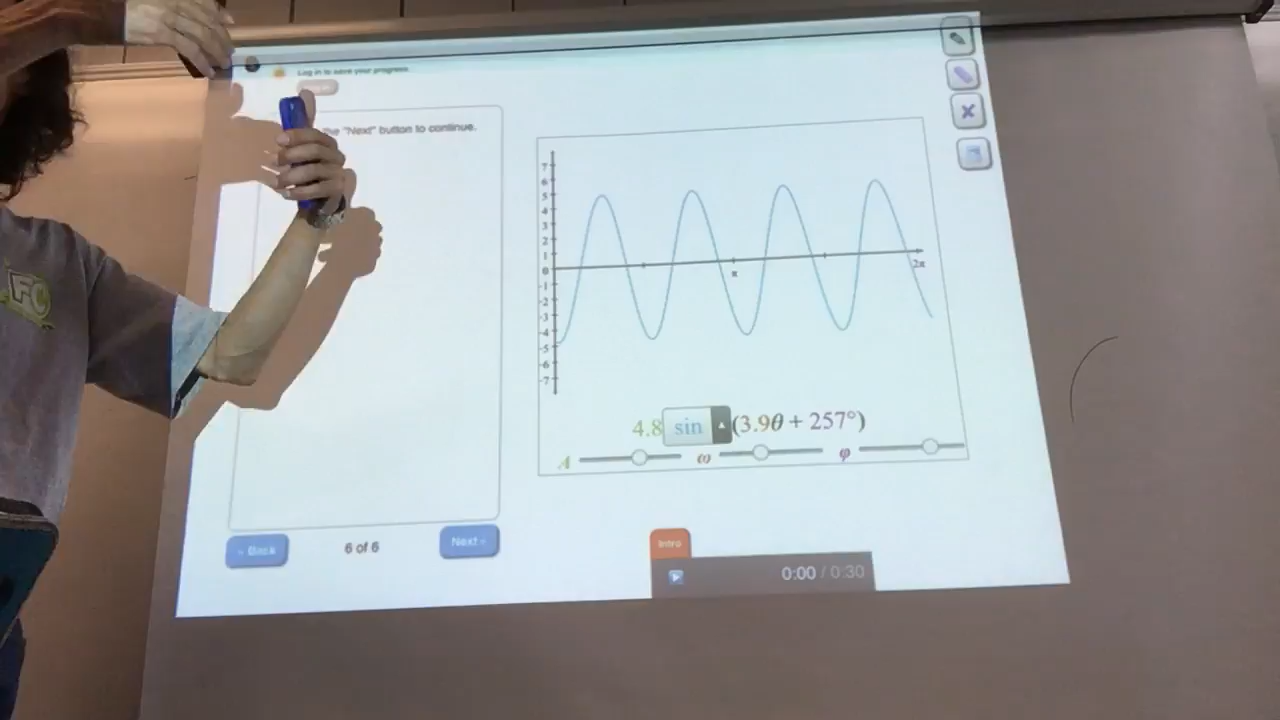 Log in to save your progress.
the "Next" button to continue.
7
6
5
4
3
2
1
0
-1
-2
-3
-4
-5
-6
-7
π
2π
4.8 sin (3.9θ + 257°)
A ω φ
« Back 6 of 6 Next »
Intro
0:00 / 0:30
FC